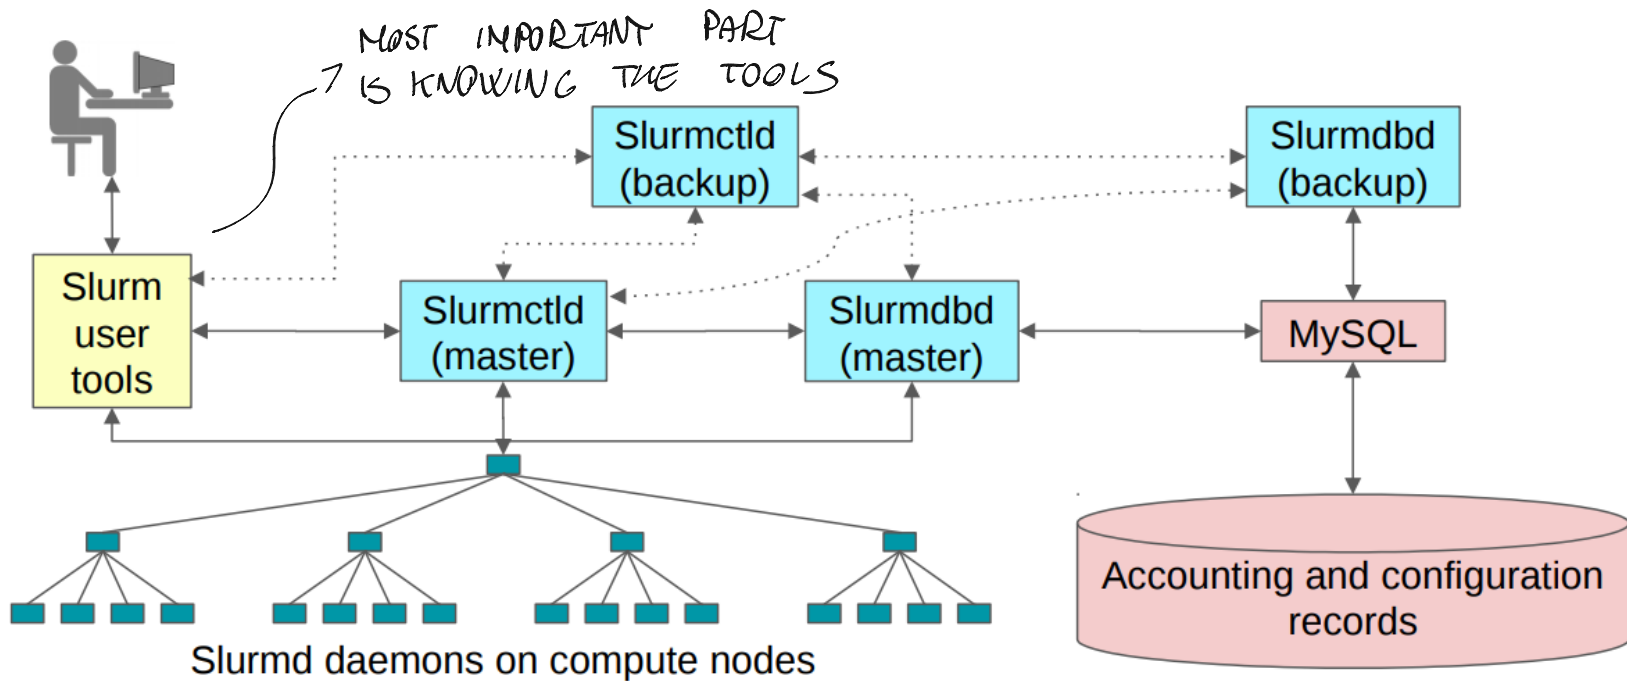 MOST IMPORTANT PART
IS KNOWING THE TOOLS
Slurmctld
(backup)
Slurmdbd
(backup)
Slurm
user
tools
Slurmctld
(master)
Slurmdbd
(master)
MySQL
Accounting and configuration
records
Slurmd daemons on compute nodes